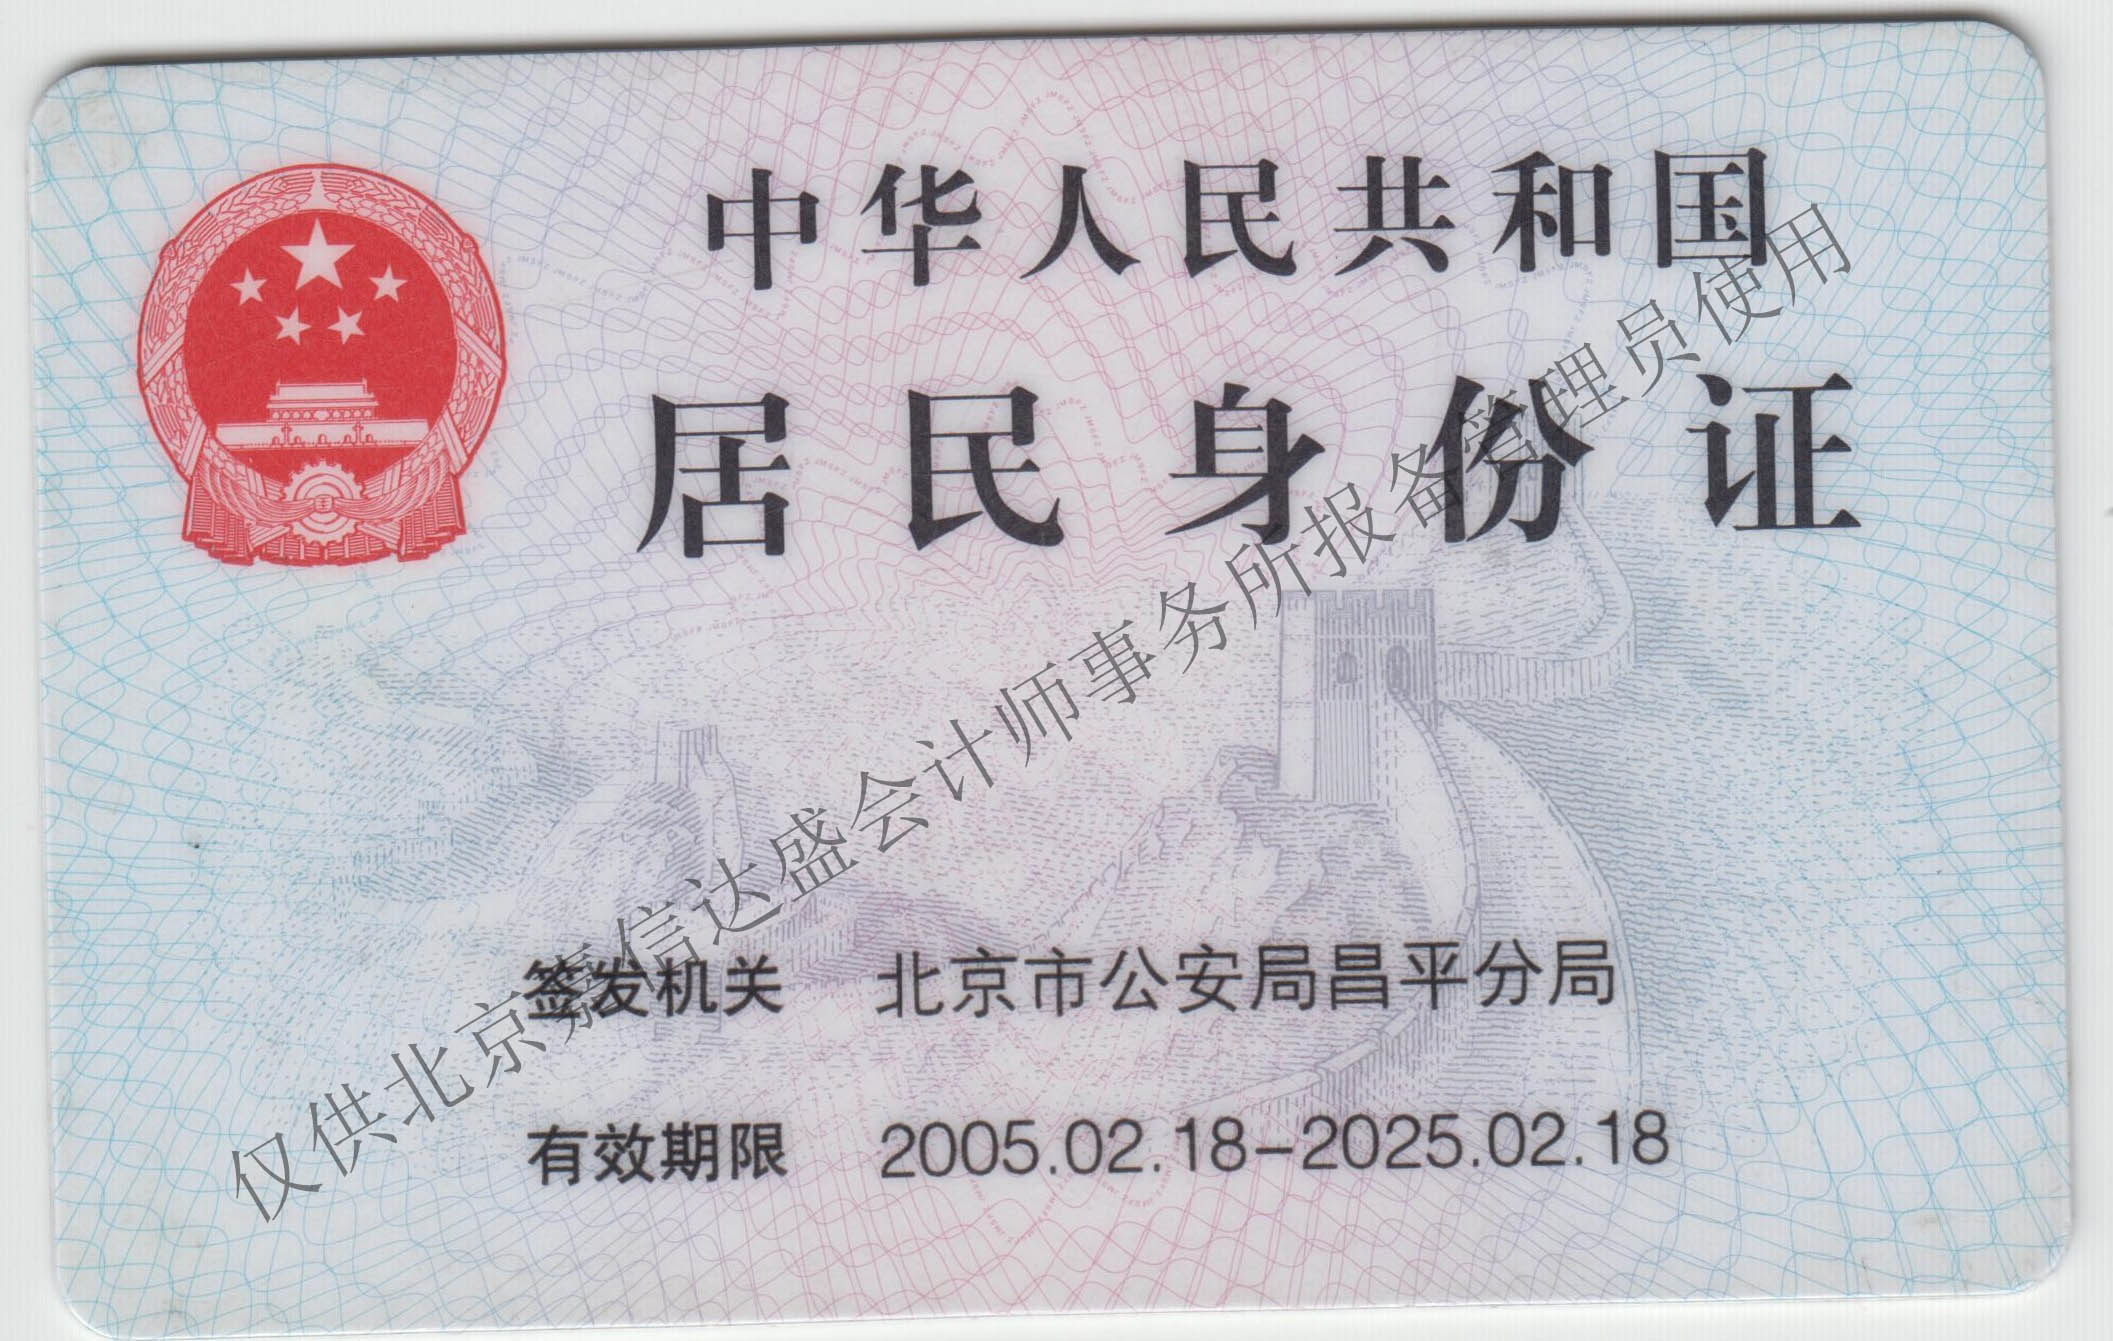 中华人民共和国
居民身份证
签发机关 北京市公安局昌平分局
有效期限 2005.02.18-2025.02.18
仅供北京嘉信达盛会计师事务所报备管理员使用